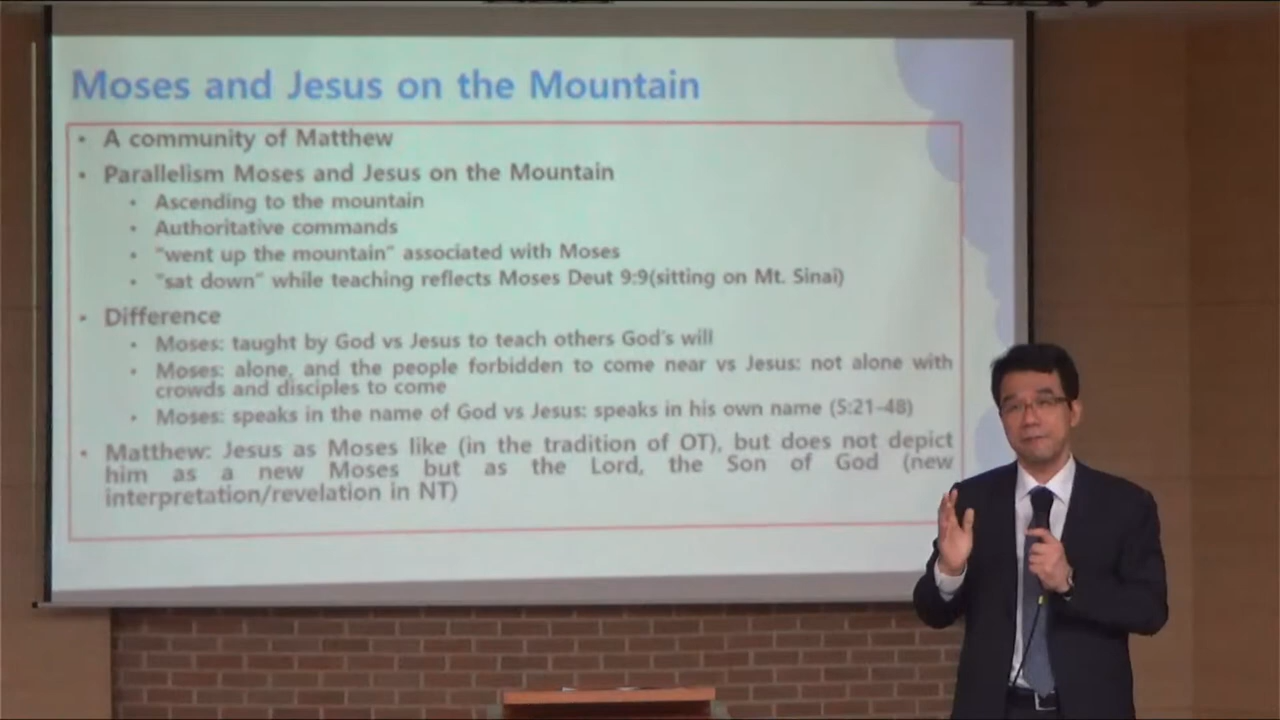 Moses and Jesus on the Mountain
• A community of Matthew
• Parallelism Moses and Jesus on the Mountain
• Ascending to the mountain
• Authoritative commands
• "went up the mountain" associated with Moses
• "sat down" while teaching reflects Moses Deut 9:9(sitting on Mt. Sinai)
• Difference
• Moses: taught by God vs Jesus to teach others God's will
• Moses: alone, and the people forbidden to come near vs Jesus: not alone with
crowds and disciples to come
• Moses: speaks in the name of God vs Jesus: speaks in his own name (5:21-48)
• Matthew: Jesus as Moses like (in the tradition of OT), but does not depict
him as a new Moses but as the Lord, the Son of God (new
interpretation/revelation in NT)